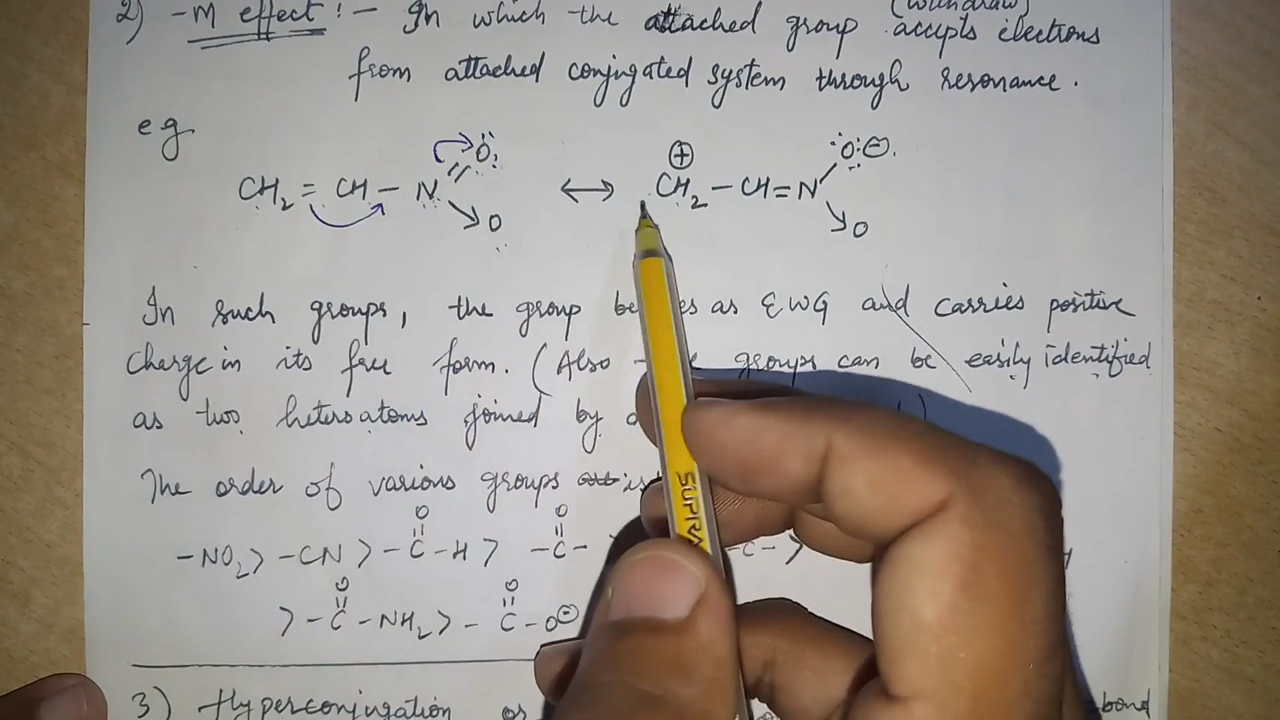 2) -M effect :- In which the attached group accepts electrons
(withdraw)
from attached conjugated system through resonance.
e.g
CH₂ = CH - N
O
O
↔
⊕
CH₂ - CH = N
O ⊖
O
In such groups, the group as EWG and carries positive
charge in its free form. (Also groups can be easily identified
as two heteroatoms joined by
The order of various groups is
O O
-NO₂ > -CN > -C-H > -C- -C- >
O O
> -C-NH₂ > -C-O⊖
3) Hyperconjugation or bond
SUPRA